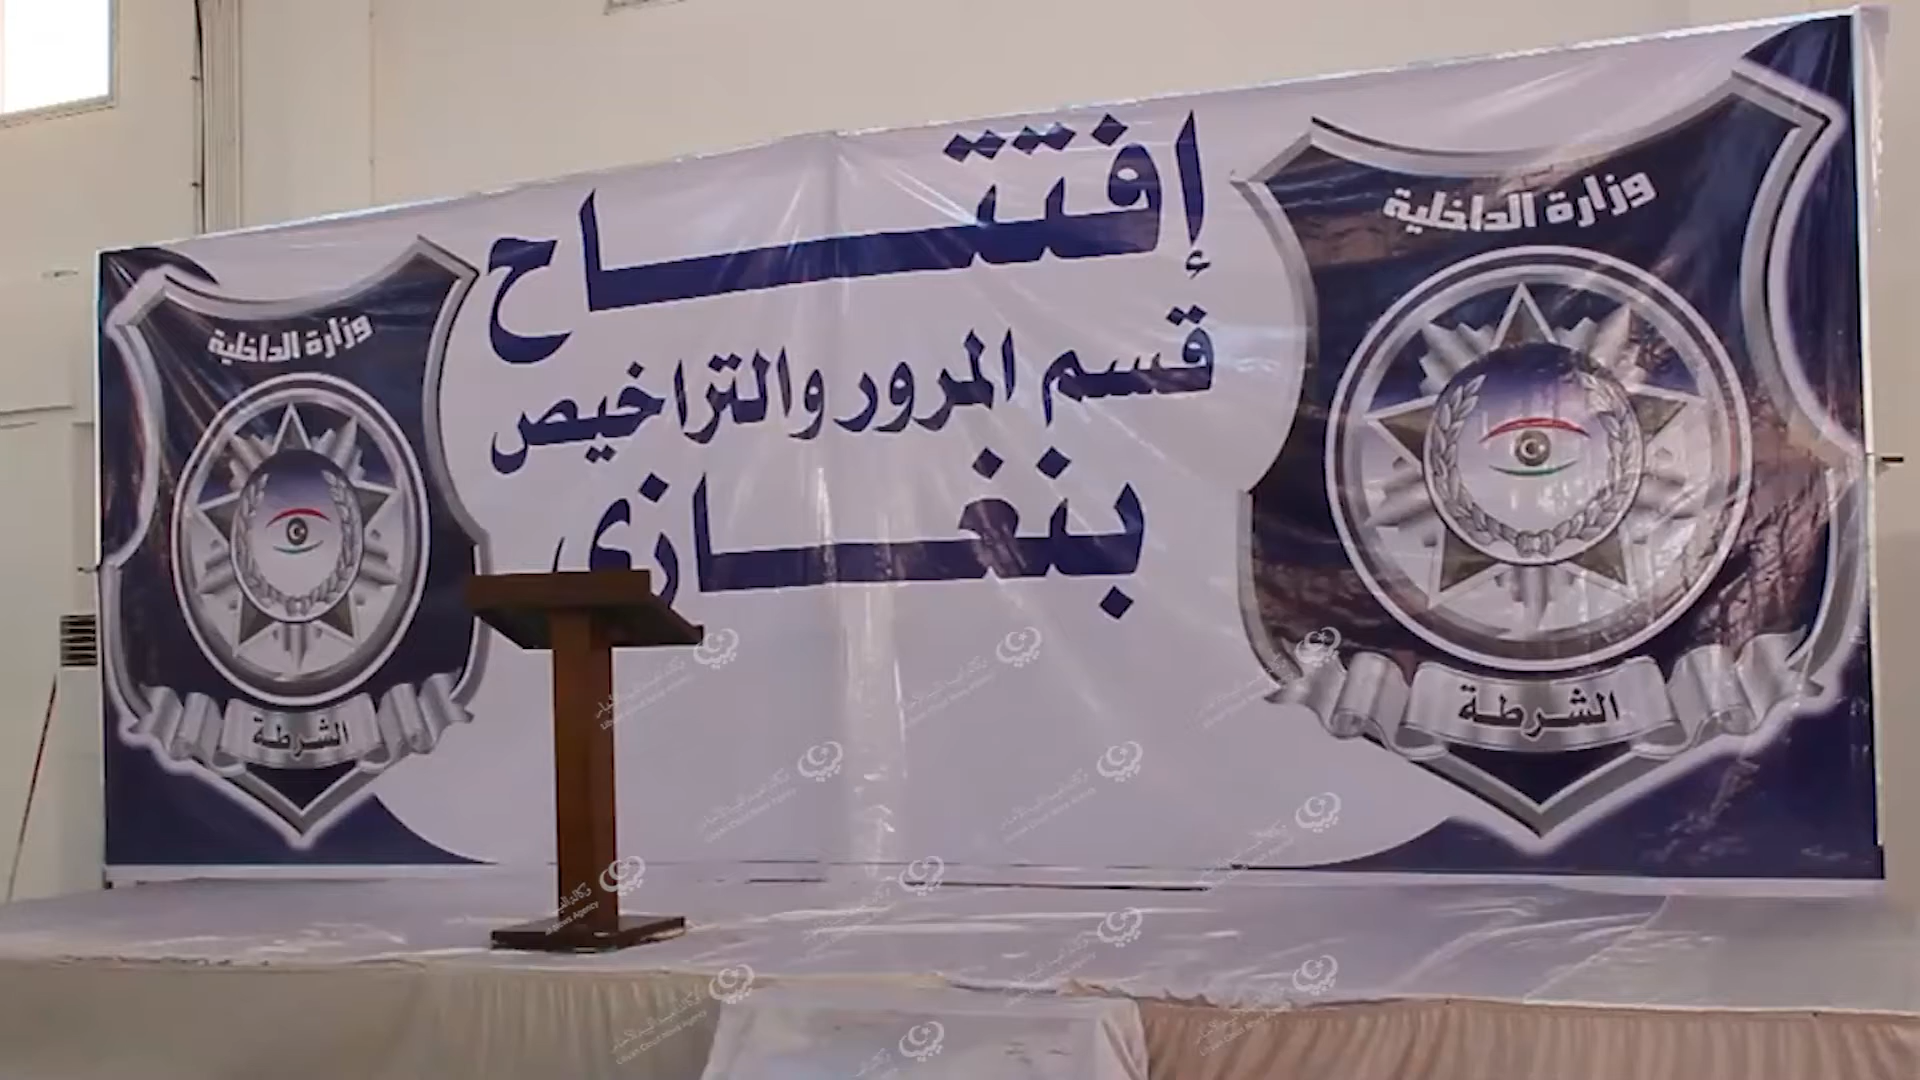 إفتتاح
قسم المرور والتراخيص
بنغازي
وزارة الداخلية
الشرطة
وزارة الداخلية
الشرطة